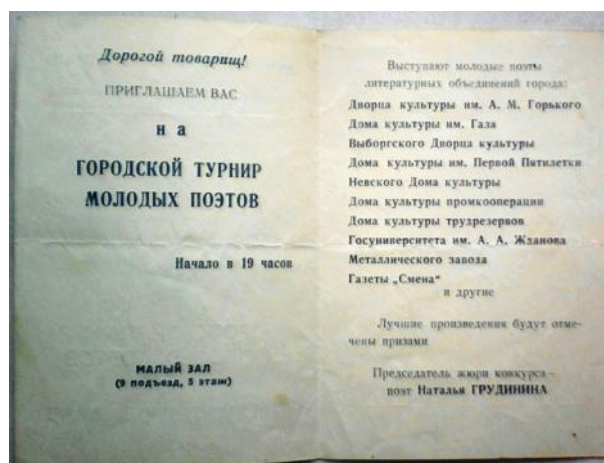 Дорогой товарищ!
ПРИГЛАШАЕМ ВАС
на
ГОРОДСКОЙ ТУРНИР
МОЛОДЫХ ПОЭТОВ
Начало в 19 часов
МАЛЫЙ ЗАЛ
(9 подъезд, 5 этаж)
Выступают молодые поэты
литературных объединений города:
Дворца культуры им. А. М. Горького
Дома культуры им. Газа
Выборгского Дворца культуры
Дома культуры им. Первой Пятилетки
Невского Дома культуры
Дома культуры промкооперации
Дома культуры трудрезервов
Госуниверситета им. А. А. Жданова
Металлического завода
Газеты „Смена"
и другие
Лучшие произведения будут отме-
чены призами
Председатель жюри конкурса –
поэт Наталья ГРУДИНИНА